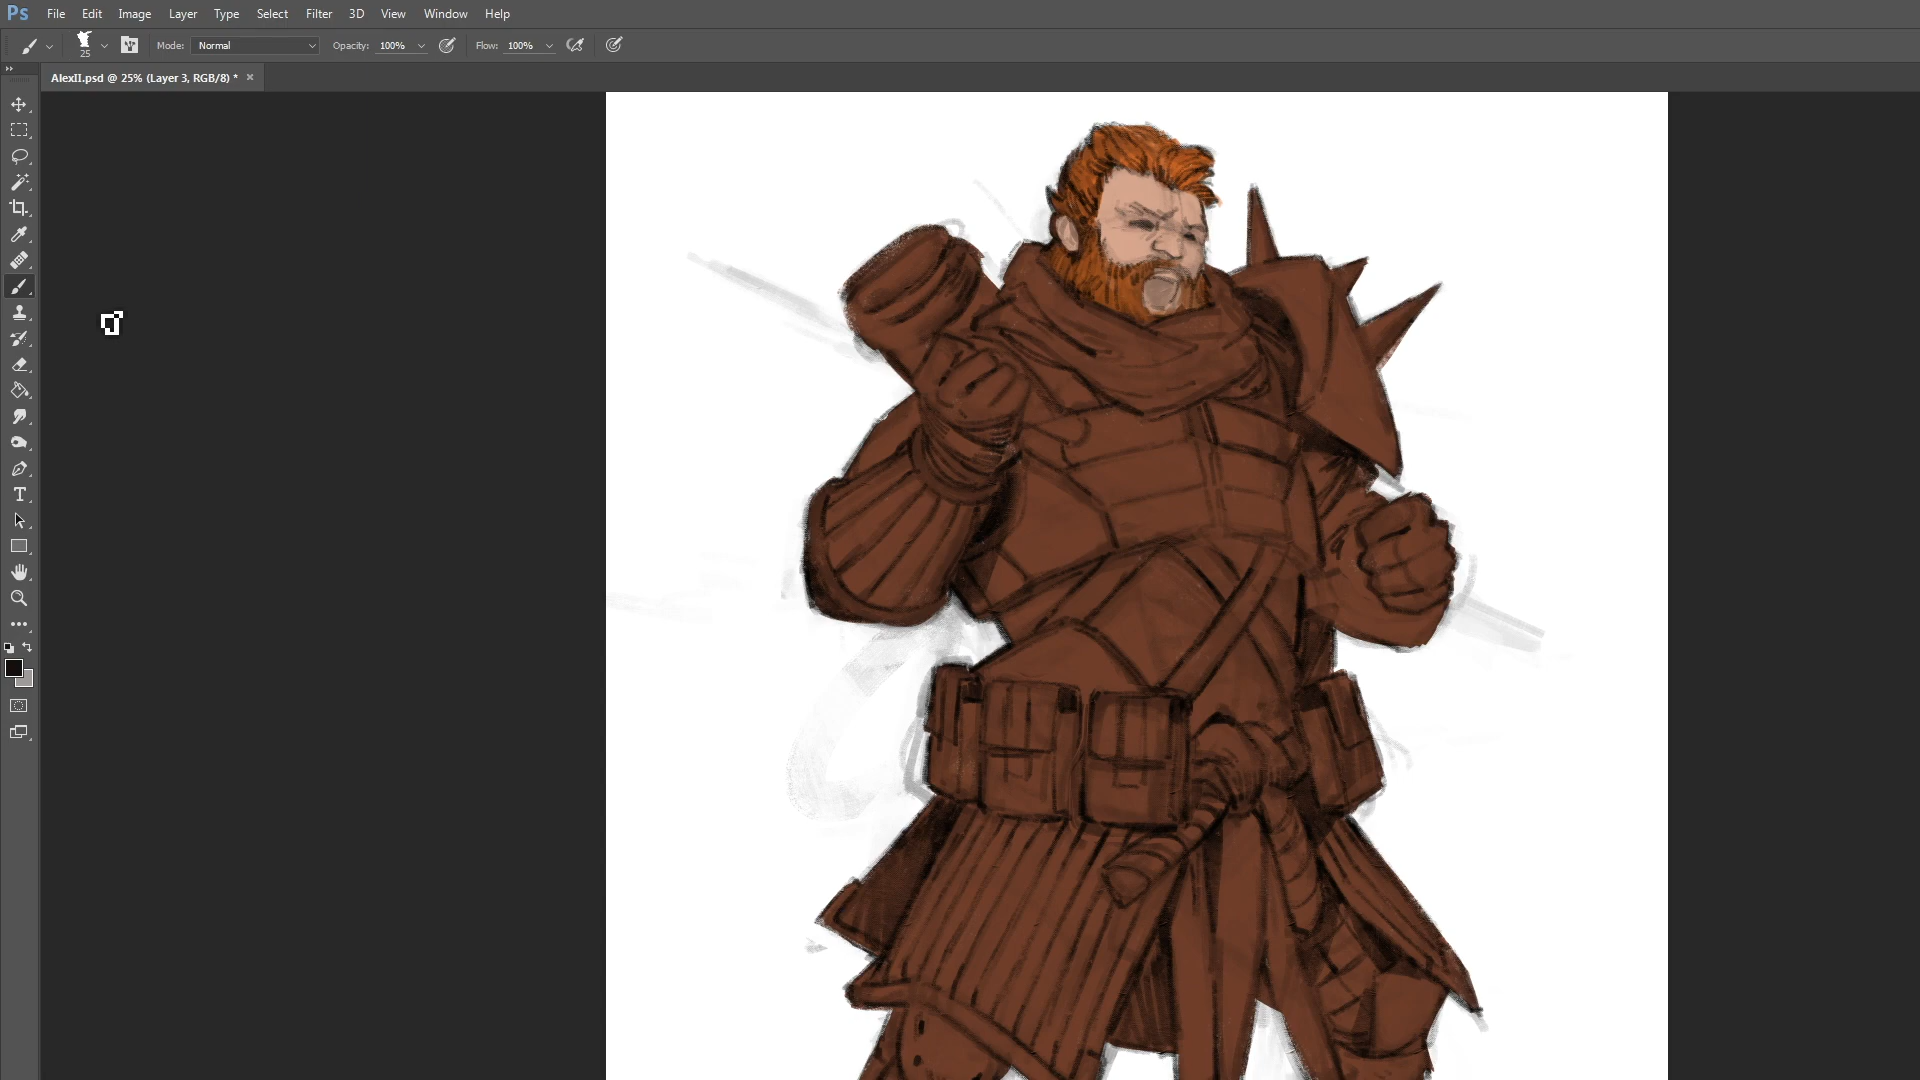 Ps File Edit Image Layer Type Select Filter 3D View Window Help
25 Mode: Normal Opacity: 100% Flow: 100%
AlexII.psd @ 25% (Layer 3, RGB/8) * ×
T